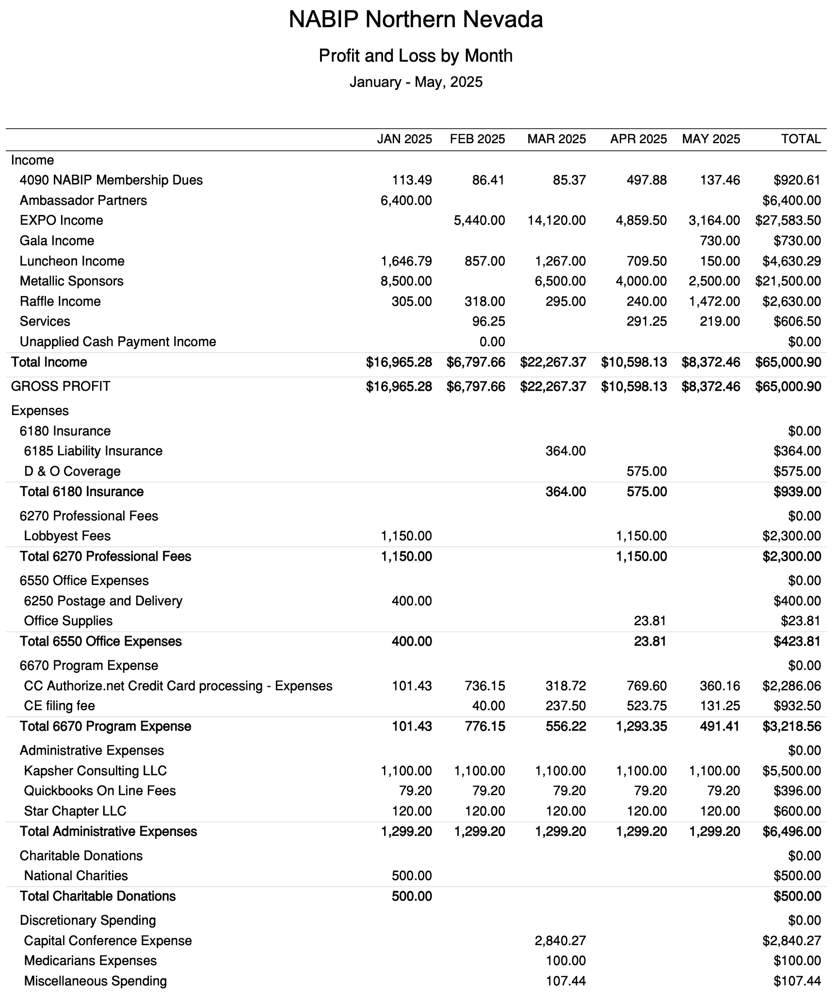 NABIP Northern Nevada
Profit and Loss by Month
January - May, 2025
JAN 2025 FEB 2025 MAR 2025 APR 2025 MAY 2025 TOTAL
Income
4090 NABIP Membership Dues 113.49 86.41 85.37 497.88 137.46 $920.61
Ambassador Partners 6,400.00 $6,400.00
EXPO Income 5,440.00 14,120.00 4,859.50 3,164.00 $27,583.50
Gala Income 730.00 $730.00
Luncheon Income 1,646.79 857.00 1,267.00 709.50 150.00 $4,630.29
Metallic Sponsors 8,500.00 6,500.00 4,000.00 2,500.00 $21,500.00
Raffle Income 305.00 318.00 295.00 240.00 1,472.00 $2,630.00
Services 96.25 291.25 219.00 $606.50
Unapplied Cash Payment Income 0.00 $0.00
Total Income $16,965.28 $6,797.66 $22,267.37 $10,598.13 $8,372.46 $65,000.90
GROSS PROFIT $16,965.28 $6,797.66 $22,267.37 $10,598.13 $8,372.46 $65,000.90
Expenses
6180 Insurance $0.00
6185 Liability Insurance 364.00 $364.00
D & O Coverage 575.00 $575.00
Total 6180 Insurance 364.00 575.00 $939.00
6270 Professional Fees $0.00
Lobbyest Fees 1,150.00 1,150.00 $2,300.00
Total 6270 Professional Fees 1,150.00 1,150.00 $2,300.00
6550 Office Expenses $0.00
6250 Postage and Delivery 400.00 $400.00
Office Supplies 23.81 $23.81
Total 6550 Office Expenses 400.00 23.81 $423.81
6670 Program Expense $0.00
CC Authorize.net Credit Card processing - Expenses 101.43 736.15 318.72 769.60 360.16 $2,286.06
CE filing fee 40.00 237.50 523.75 131.25 $932.50
Total 6670 Program Expense 101.43 776.15 556.22 1,293.35 491.41 $3,218.56
Administrative Expenses $0.00
Kapsher Consulting LLC 1,100.00 1,100.00 1,100.00 1,100.00 1,100.00 $5,500.00
Quickbooks On Line Fees 79.20 79.20 79.20 79.20 79.20 $396.00
Star Chapter LLC 120.00 120.00 120.00 120.00 120.00 $600.00
Total Administrative Expenses 1,299.20 1,299.20 1,299.20 1,299.20 1,299.20 $6,496.00
Charitable Donations $0.00
National Charities 500.00 $500.00
Total Charitable Donations 500.00 $500.00
Discretionary Spending $0.00
Capital Conference Expense 2,840.27 $2,840.27
Medicarians Expenses 100.00 $100.00
Miscellaneous Spending 107.44 $107.44